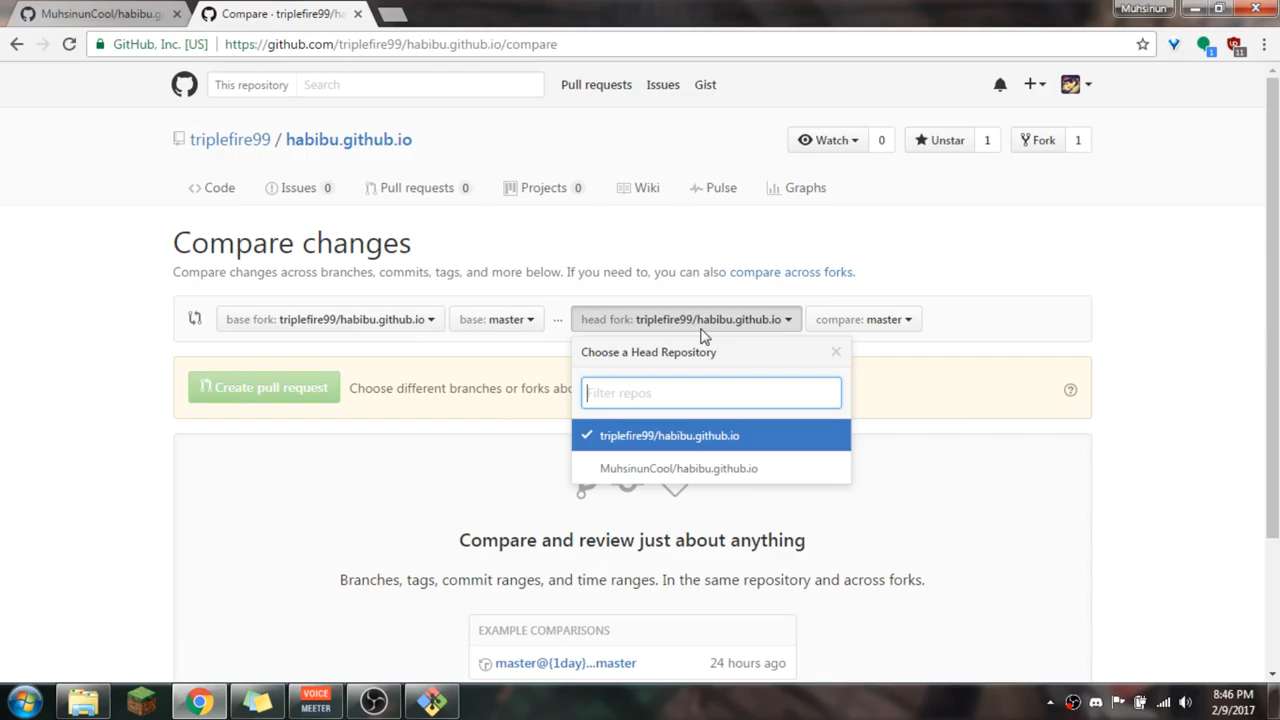 MuhsinunCool/habibu.g
Compare · triplefire99/ha
Muhsinun
GitHub, Inc. [US]
https://github.com/triplefire99/habibu.github.io/compare
1
11
This repository
Search
Pull requests
Issues
Gist
triplefire99 / habibu.github.io
Watch 0
Unstar 1
Fork 1
Code
Issues 0
Pull requests 0
Projects 0
Wiki
Pulse
Graphs
Compare changes
Compare changes across branches, commits, tags, and more below. If you need to, you can also compare across forks.
base fork: triplefire99/habibu.github.io
base: master
...
head fork: triplefire99/habibu.github.io
compare: master
Choose a Head Repository
Create pull request
Choose different branches or forks abo
Filter repos
triplefire99/habibu.github.io
MuhsinunCool/habibu.github.io
Compare and review just about anything
Branches, tags, commit ranges, and time ranges. In the same repository and across forks.
EXAMPLE COMPARISONS
master@{1day}...master
24 hours ago
VOICE
MEETER
8:46 PM
2/9/2017